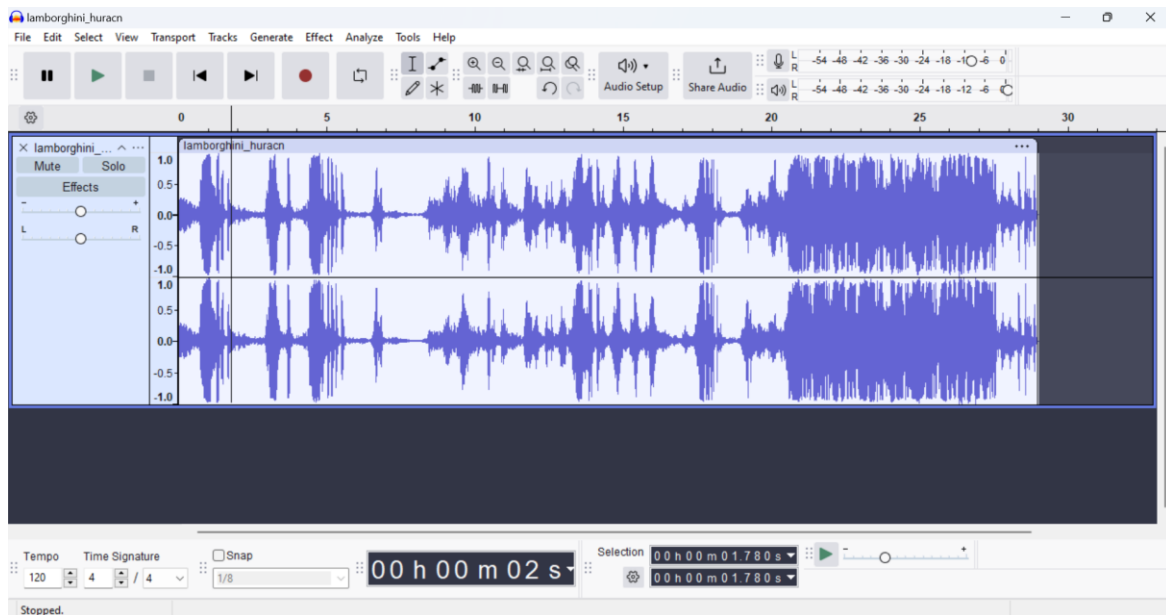 lamborghini_huracn
File Edit Select View Transport Tracks Generate Effect Analyze Tools Help
Audio Setup
Share Audio
L
R
-54 -48 -42 -36 -30 -24 -18 -1 -6 0
L
R
-54 -48 -42 -36 -30 -24 -18 -12 -6
0 5 10 15 20 25 30
lamborghini_...
Mute Solo
Effects
- +
L R
lamborghini_huracn
1.0
0.5
0.0
-0.5
-1.0
1.0
0.5
0.0
-0.5
-1.0
Tempo
120
Time Signature
4 / 4
Snap
1/8
00 h 00 m 02 s
Selection
00 h 00 m 01.780 s
00 h 00 m 01.780 s
- +
Stopped.